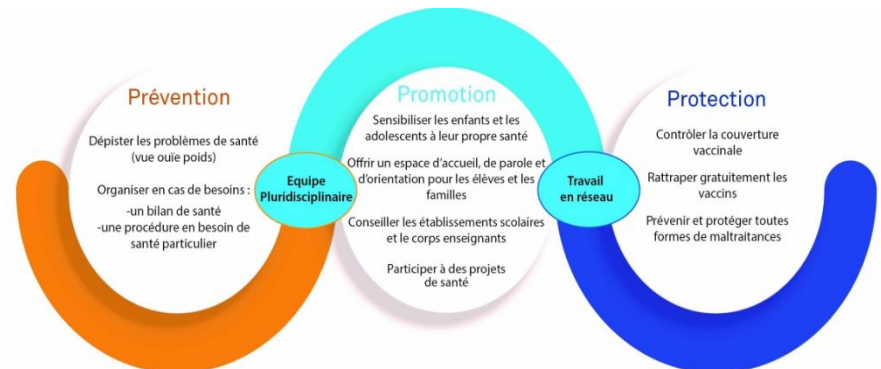 Prévention
Dépister les problèmes de santé
(vue ouïe poids)
Organiser en cas de besoins :
-un bilan de santé
-une procédure en besoin de
santé particulier
Equipe
Pluridisciplinaire
Promotion
Sensibiliser les enfants et les
adolescents à leur propre santé
Offrir un espace d'accueil, de parole et
d'orientation pour les élèves et les
familles
Conseiller les établissements scolaires
et le corps enseignants
Participer à des projets
de santé
Travail
en réseau
Protection
Contrôler la couverture
vaccinale
Rattraper gratuitement les
vaccins
Prévenir et protéger toutes
formes de maltraitances